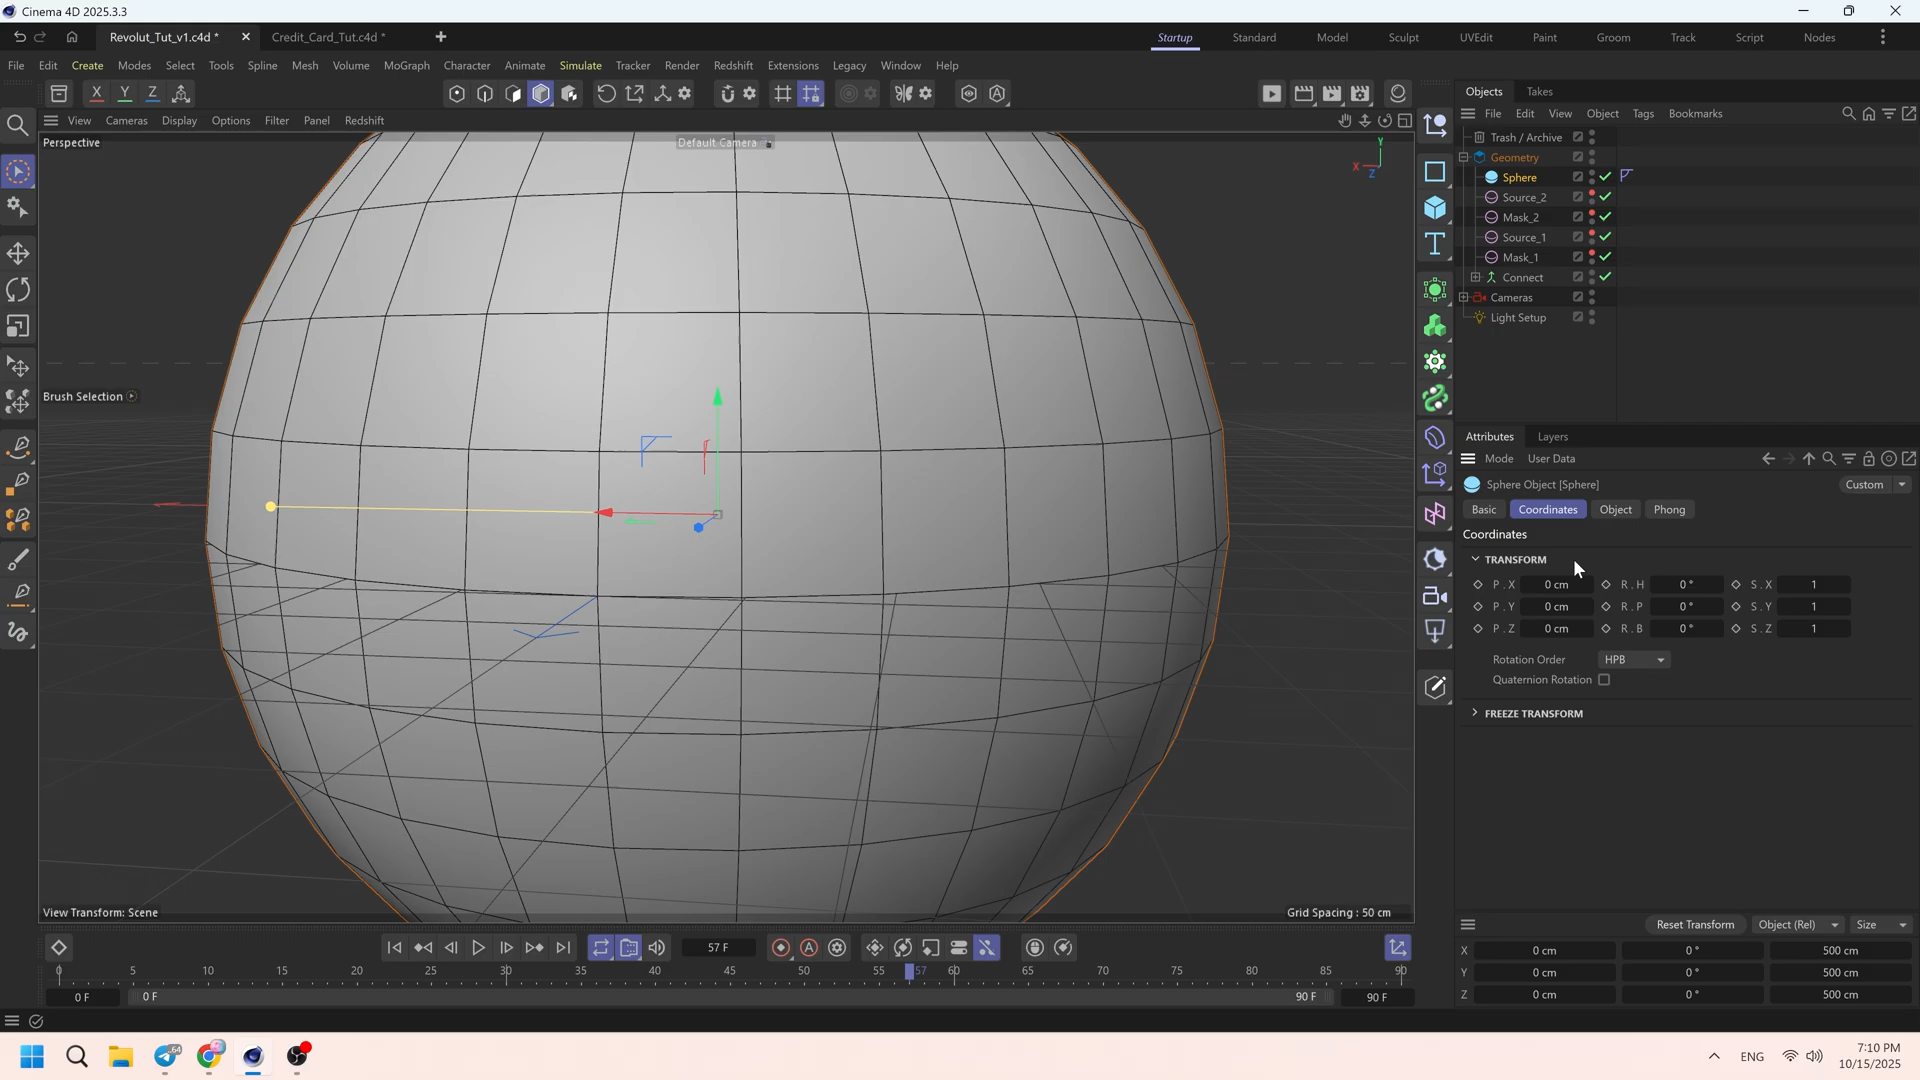 Cinema 4D 2025.3.3
Revolut_Tut_v1.c4d *
Credit_Card_Tut.c4d *
Startup
Standard
Model
Sculpt
UVEdit
Paint
Groom
Track
Script
Nodes
File Edit Create Modes Select Tools Spline Mesh Volume MoGraph Character Animate Simulate Tracker Render Redshift Extensions Legacy Window Help
X Y Z
View Cameras Display Options Filter Panel Redshift
Perspective
Default Camera
Y
X
Z
Brush Selection
View Transform: Scene
Grid Spacing : 50 cm
Objects Takes
File Edit View Object Tags Bookmarks
Trash / Archive
Geometry
Sphere
Source_2
Mask_2
Source_1
Mask_1
Connect
Cameras
Light Setup
Attributes Layers
Mode User Data
Sphere Object [Sphere]
Custom
Basic Coordinates Object Phong
Coordinates
TRANSFORM
P . X 0 cm R . H 0 ° S . X 1
P . Y 0 cm R . P 0 ° S . Y 1
P . Z 0 cm R . B 0 ° S . Z 1
Rotation Order HPB
Quaternion Rotation
FREEZE TRANSFORM
Reset Transform Object (Rel) Size
X 0 cm 0 ° 500 cm
Y 0 cm 0 ° 500 cm
Z 0 cm 0 ° 500 cm
57 F
0 5 10 15 20 25 30 35 40 45 50 55 57 60 65 70 75 80 85 90
0 F 0 F 90 F 90 F
64
ENG
7:10 PM
10/15/2025